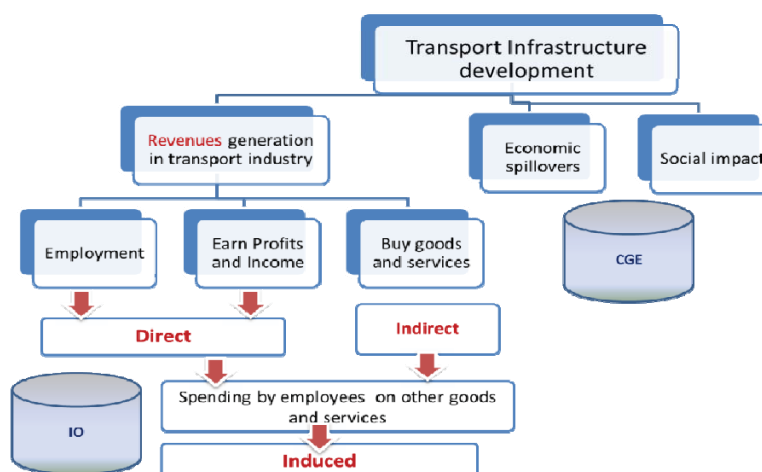 Transport Infrastructure
development
Revenues generation
in transport industry
Economic
spillovers
Social impact
Employment
Earn Profits
and Income
Buy goods
and services
CGE
Direct
Indirect
IO
Spending by employees on other goods
and services
Induced